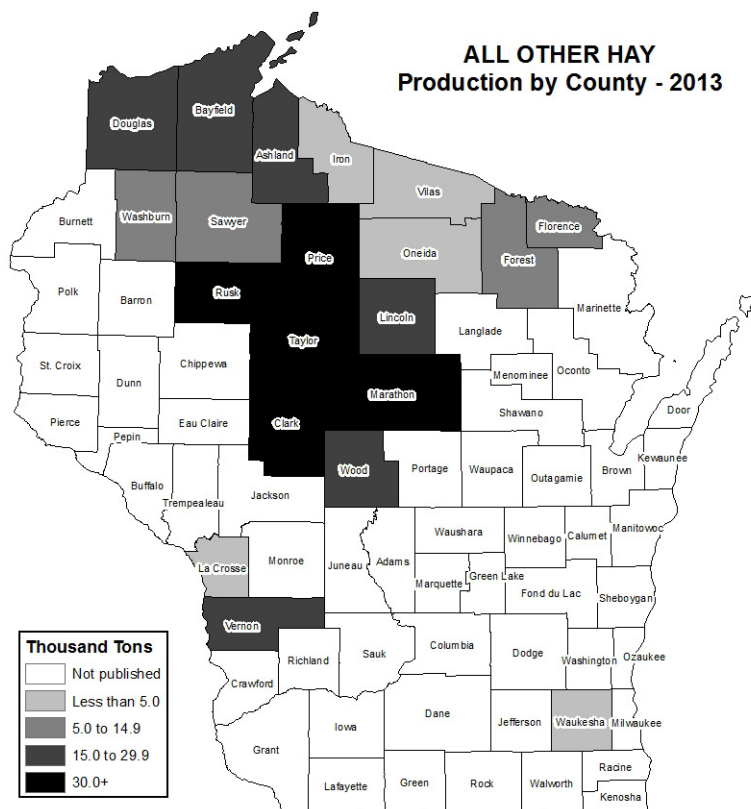 ALL OTHER HAY
Production by County - 2013
Douglas
Bayfield
Ashland
Iron
Vilas
Burnett
Washburn
Sawyer
Price
Oneida
Forest
Florence
Marinette
Polk
Barron
Rusk
Taylor
Lincoln
Langlade
Menominee
Oconto
St. Croix
Dunn
Chippewa
Clark
Marathon
Shawano
Door
Pierce
Pepin
Eau Claire
Buffalo
Trempealeau
Jackson
Wood
Portage
Waupaca
Outagamie
Brown
Kewaunee
La Crosse
Monroe
Juneau
Adams
Waushara
Marquette
Green Lake
Winnebago
Calumet
Manitowoc
Fond du Lac
Sheboygan
Vernon
Richland
Crawford
Sauk
Columbia
Dodge
Washington
Ozaukee
Grant
Iowa
Dane
Jefferson
Waukesha
Milwaukee
Lafayette
Green
Rock
Walworth
Racine
Kenosha
Thousand Tons
Not published
Less than 5.0
5.0 to 14.9
15.0 to 29.9
30.0+